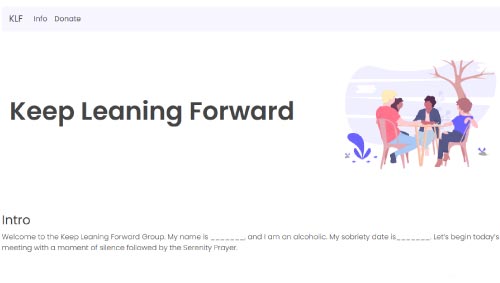 KLF Info Donate
Keep Leaning Forward
Intro
Welcome to the Keep Leaning Forward Group. My name is _______, and I am an alcoholic. My sobriety date is_______. Let's begin today's
meeting with a moment of silence followed by the Serenity Prayer.